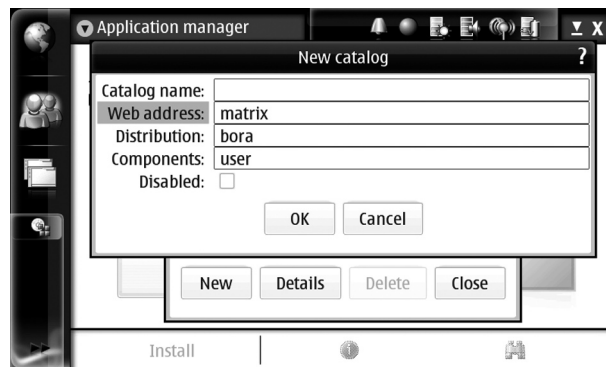 Application manager
X
New catalog
?
Catalog name:
Web address: matrix
Distribution: bora
Components: user
Disabled:
OK Cancel
New Details Delete Close
Install